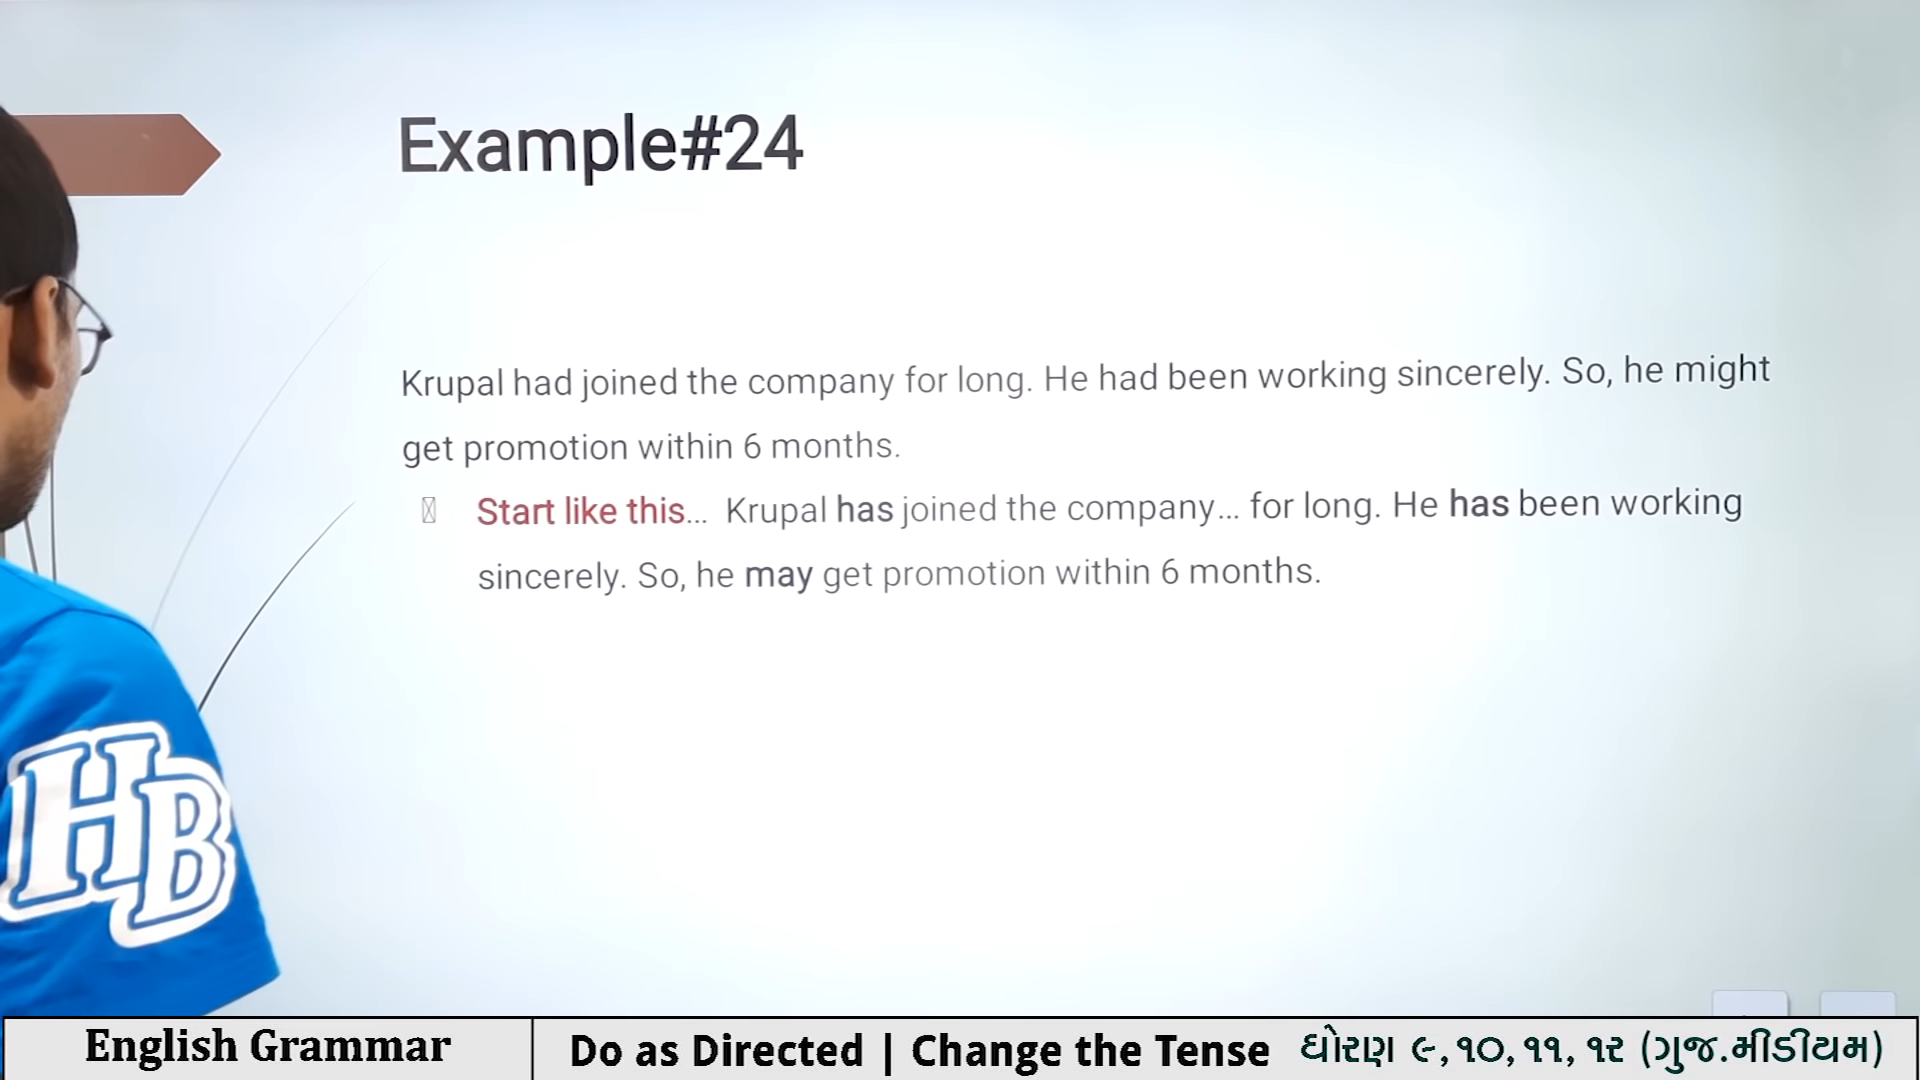 Example#24
Krupal had joined the company for long. He had been working sincerely. So, he might
get promotion within 6 months.
Start like this... Krupal has joined the company... for long. He has been working
sincerely. So, he may get promotion within 6 months.
HB
English Grammar
Do as Directed | Change the Tense ધોરણ ૯,૧૦,૧૧, ૧૨ (ગુજ.મીડીયમ)